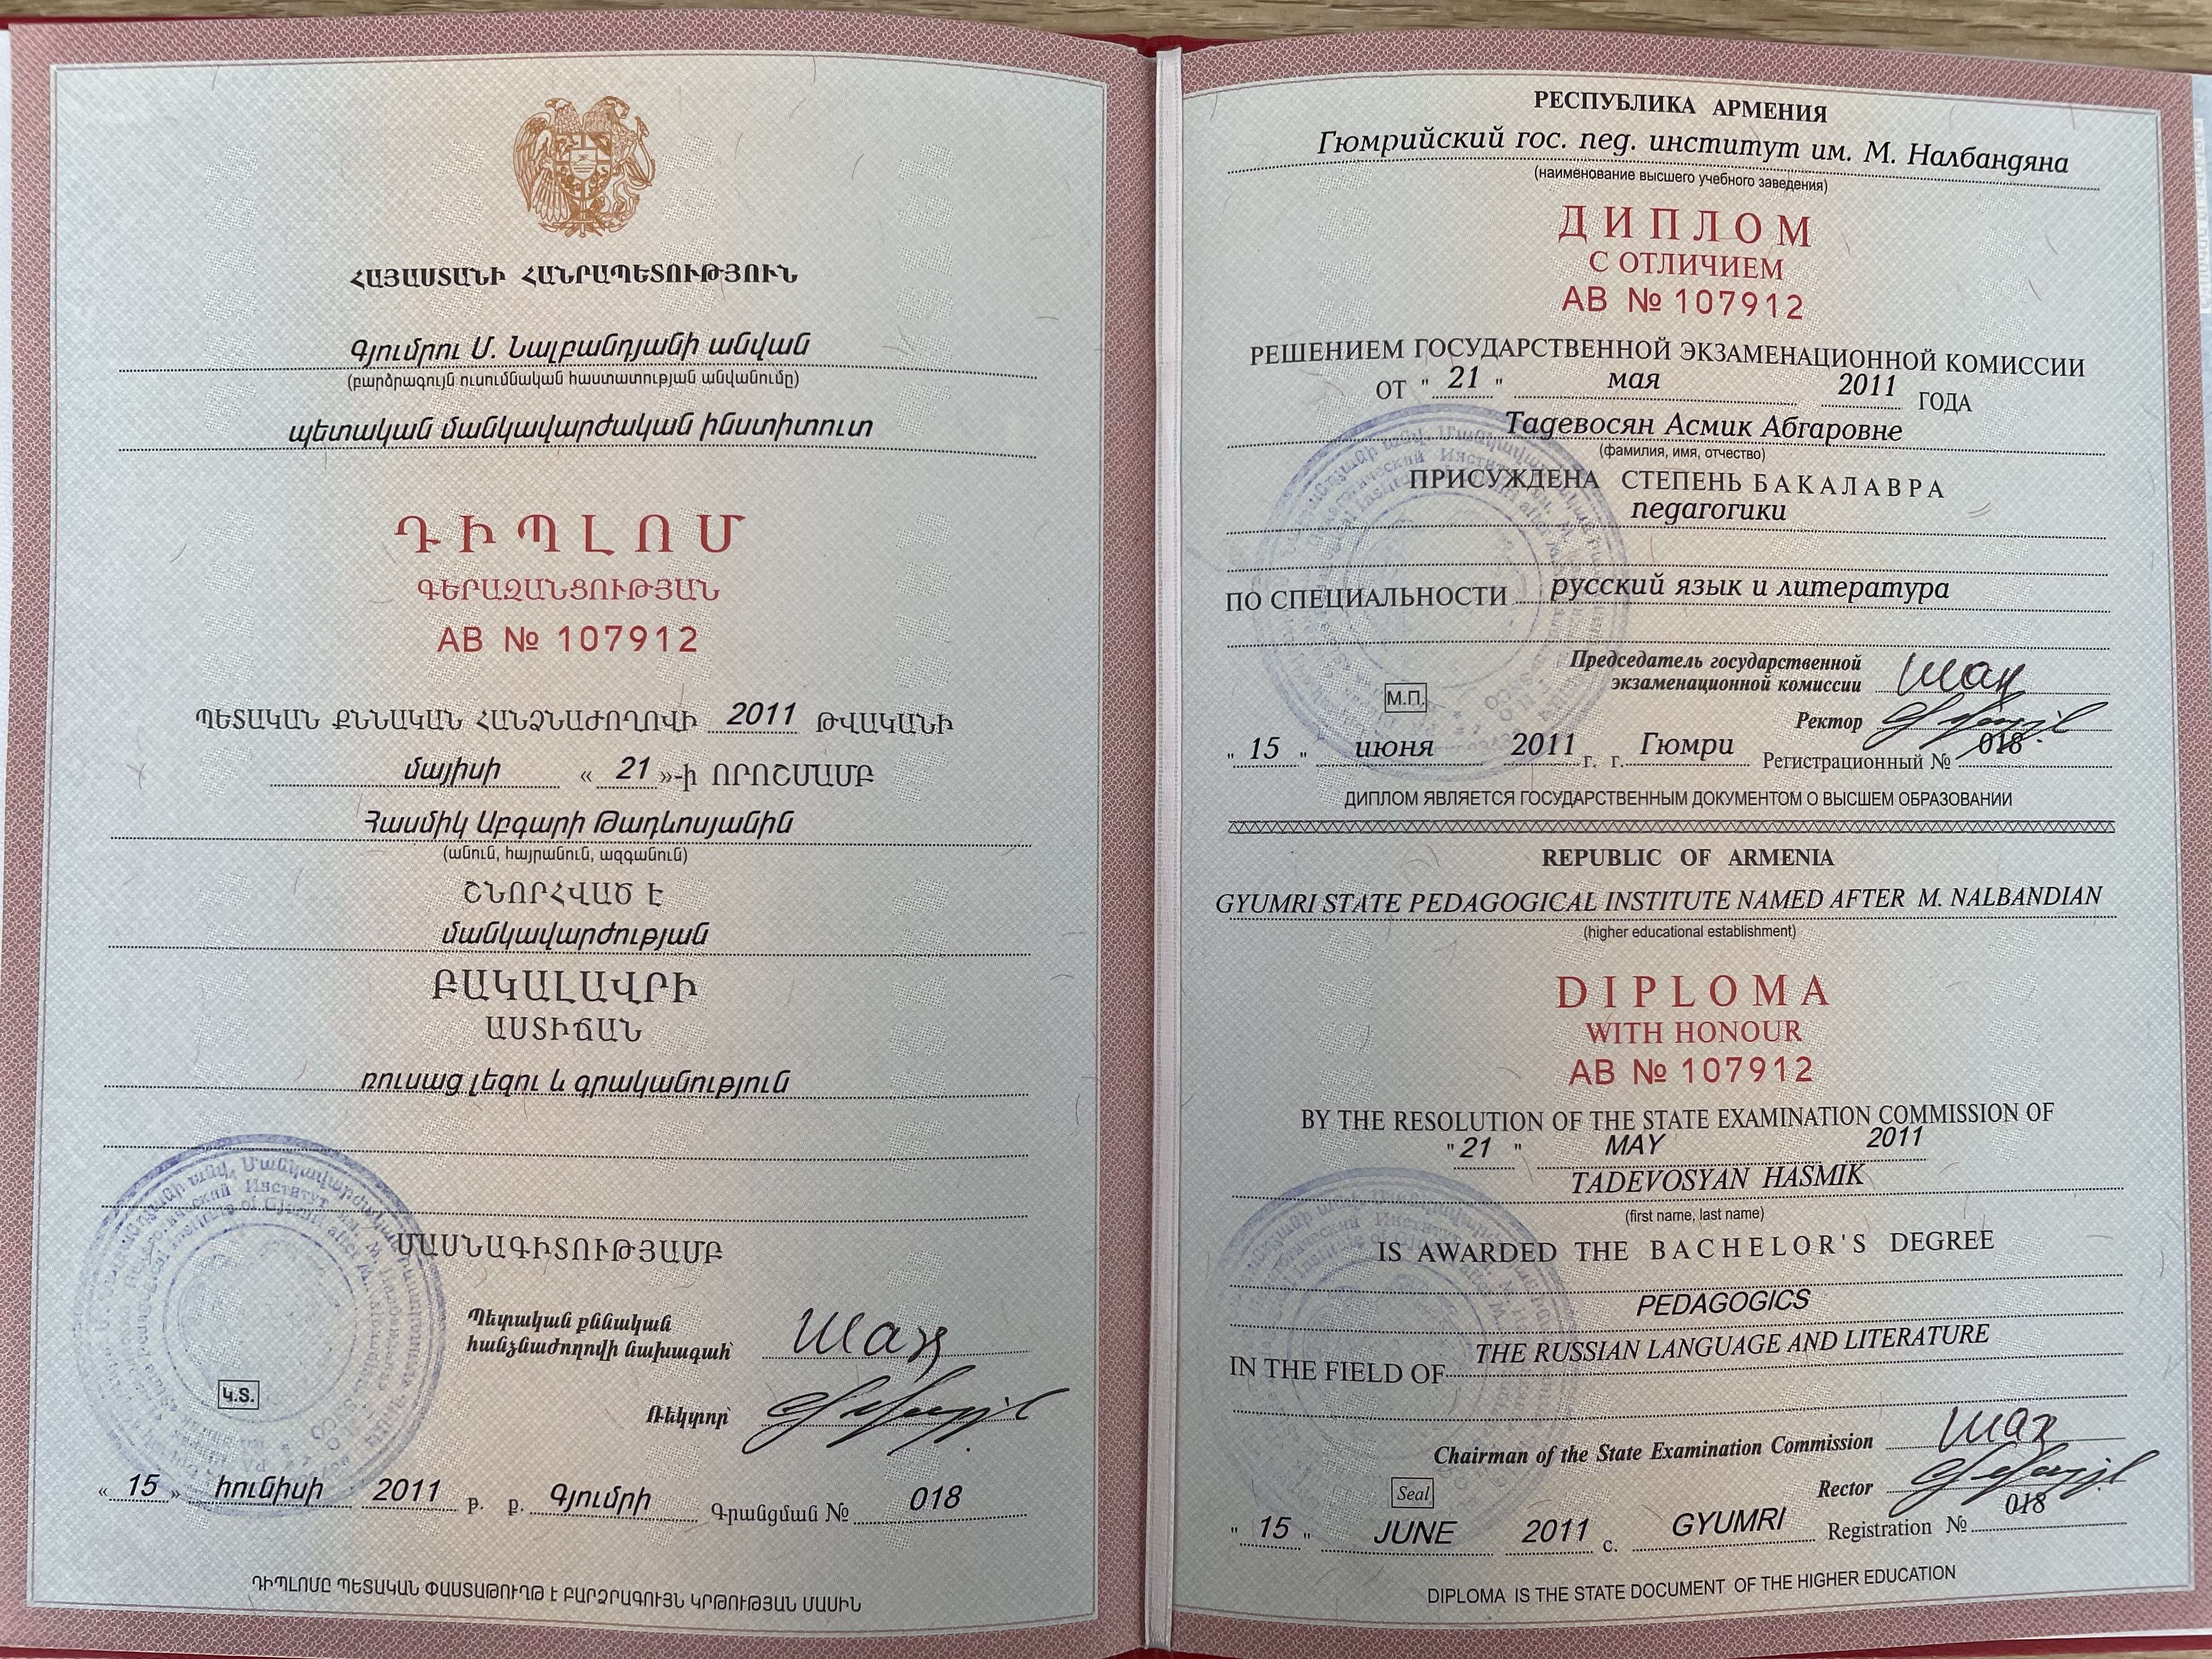 ՀԱՅԱՍՏԱՆԻ ՀԱՆՐԱՊԵՏՈՒԹՅՈՒՆ
Գյումրու Մ. Նալբանդյանի անվան
(բարձրագույն ուսումնական հաստատության անվանումը)
պետական մանկավարժական ինստիտուտ
ԴԻՊԼՈՄ
ԳԵՐԱԶԱՆՑՈՒԹՅԱՆ
AB № 107912
ՊԵՏԱԿԱՆ ՔՆՆԱԿԱՆ ՀԱՆՁՆԱԺՈՂՈՎԻ 2011 ԹՎԱԿԱՆԻ
մայիսի « 21 »-ի ՈՐՈՇՄԱՄԲ
Հասմիկ Աբգարի Թադևոսյանին
(անուն, հայրանուն, ազգանուն)
ՇՆՈՐՀՎԱԾ Է
մանկավարժության
ԲԱԿԱԼԱՎՐԻ
ԱՍՏԻՃԱՆ
ռուսաց լեզու և գրականություն
ՄԱՍՆԱԳԻՏՈՒԹՅԱՄԲ
Պետական քննական
հանձնաժողովի նախագահ՝
Կ.Տ.
Ռեկտոր՝
« 15 » հունիսի 2011 թ. ք. Գյումրի Գրանցման № 018
ԴԻՊԼՈՄԸ ՊԵՏԱԿԱՆ ՓԱՍՏԱԹՈՒՂԹ Է ԲԱՐՁՐԱԳՈՒՅՆ ԿՐԹՈՒԹՅԱՆ ՄԱՍԻՆ
РЕСПУБЛИКА АРМЕНИЯ
Гюмрийский гос. пед. институт им. М. Налбандяна
(наименование высшего учебного заведения)
ДИПЛОМ
С ОТЛИЧИЕМ
AB № 107912
РЕШЕНИЕМ ГОСУДАРСТВЕННОЙ ЭКЗАМЕНАЦИОННОЙ КОМИССИИ
ОТ " 21 " мая 2011 ГОДА
Тадевосян Асмик Абгаровне
(фамилия, имя, отчество)
ПРИСУЖДЕНА СТЕПЕНЬ БАКАЛАВРА
педагогики
ПО СПЕЦИАЛЬНОСТИ русский язык и литература
Председатель государственной
экзаменационной комиссии
М.П.
Ректор
" 15 " июня 2011 г. г. Гюмри Регистрационный № 018
ДИПЛОМ ЯВЛЯЕТСЯ ГОСУДАРСТВЕННЫМ ДОКУМЕНТОМ О ВЫСШЕМ ОБРАЗОВАНИИ
REPUBLIC OF ARMENIA
GYUMRI STATE PEDAGOGICAL INSTITUTE NAMED AFTER M. NALBANDIAN
(higher educational establishment)
DIPLOMA
WITH HONOUR
AB № 107912
BY THE RESOLUTION OF THE STATE EXAMINATION COMMISSION OF
" 21 " MAY 2011
TADEVOSYAN HASMIK
(first name, last name)
IS AWARDED THE BACHELOR'S DEGREE
PEDAGOGICS
IN THE FIELD OF THE RUSSIAN LANGUAGE AND LITERATURE
Chairman of the State Examination Commission
Seal
Rector
" 15 " JUNE 2011 c. GYUMRI Registration № 018
DIPLOMA IS THE STATE DOCUMENT OF THE HIGHER EDUCATION